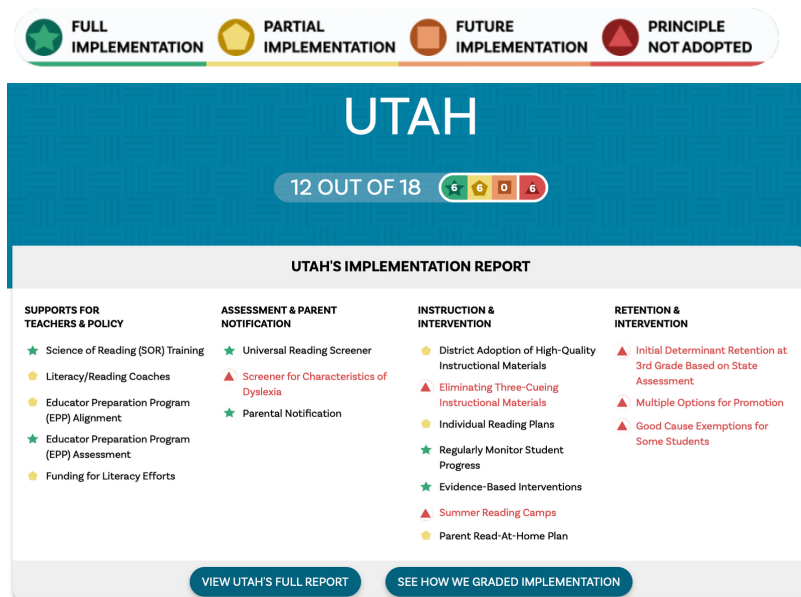 FULL
IMPLEMENTATION
PARTIAL
IMPLEMENTATION
FUTURE
IMPLEMENTATION
PRINCIPLE
NOT ADOPTED
UTAH
12 OUT OF 18
6 6 0 6
UTAH'S IMPLEMENTATION REPORT
SUPPORTS FOR
TEACHERS & POLICY
Science of Reading (SOR) Training
Literacy/Reading Coaches
Educator Preparation Program
(EPP) Alignment
Educator Preparation Program
(EPP) Assessment
Funding for Literacy Efforts
ASSESSMENT & PARENT
NOTIFICATION
Universal Reading Screener
Screener for Characteristics of
Dyslexia
Parental Notification
INSTRUCTION &
INTERVENTION
District Adoption of High-Quality
Instructional Materials
Eliminating Three-Cueing
Instructional Materials
Individual Reading Plans
Regularly Monitor Student
Progress
Evidence-Based Interventions
Summer Reading Camps
Parent Read-At-Home Plan
RETENTION &
INTERVENTION
Initial Determinant Retention at
3rd Grade Based on State
Assessment
Multiple Options for Promotion
Good Cause Exemptions for
Some Students
VIEW UTAH'S FULL REPORT
SEE HOW WE GRADED IMPLEMENTATION